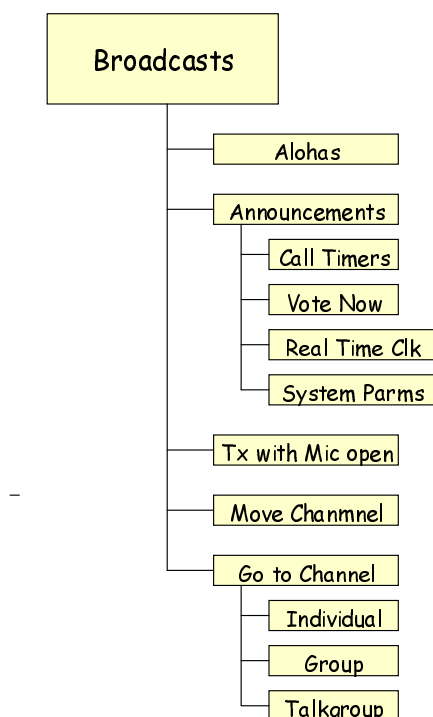 Broadcasts
Alohas
Announcements
Call Timers
Vote Now
Real Time Clk
System Parms
Tx with Mic open
Move Chanmnel
Go to Channel
Individual
Group
Talkgroup